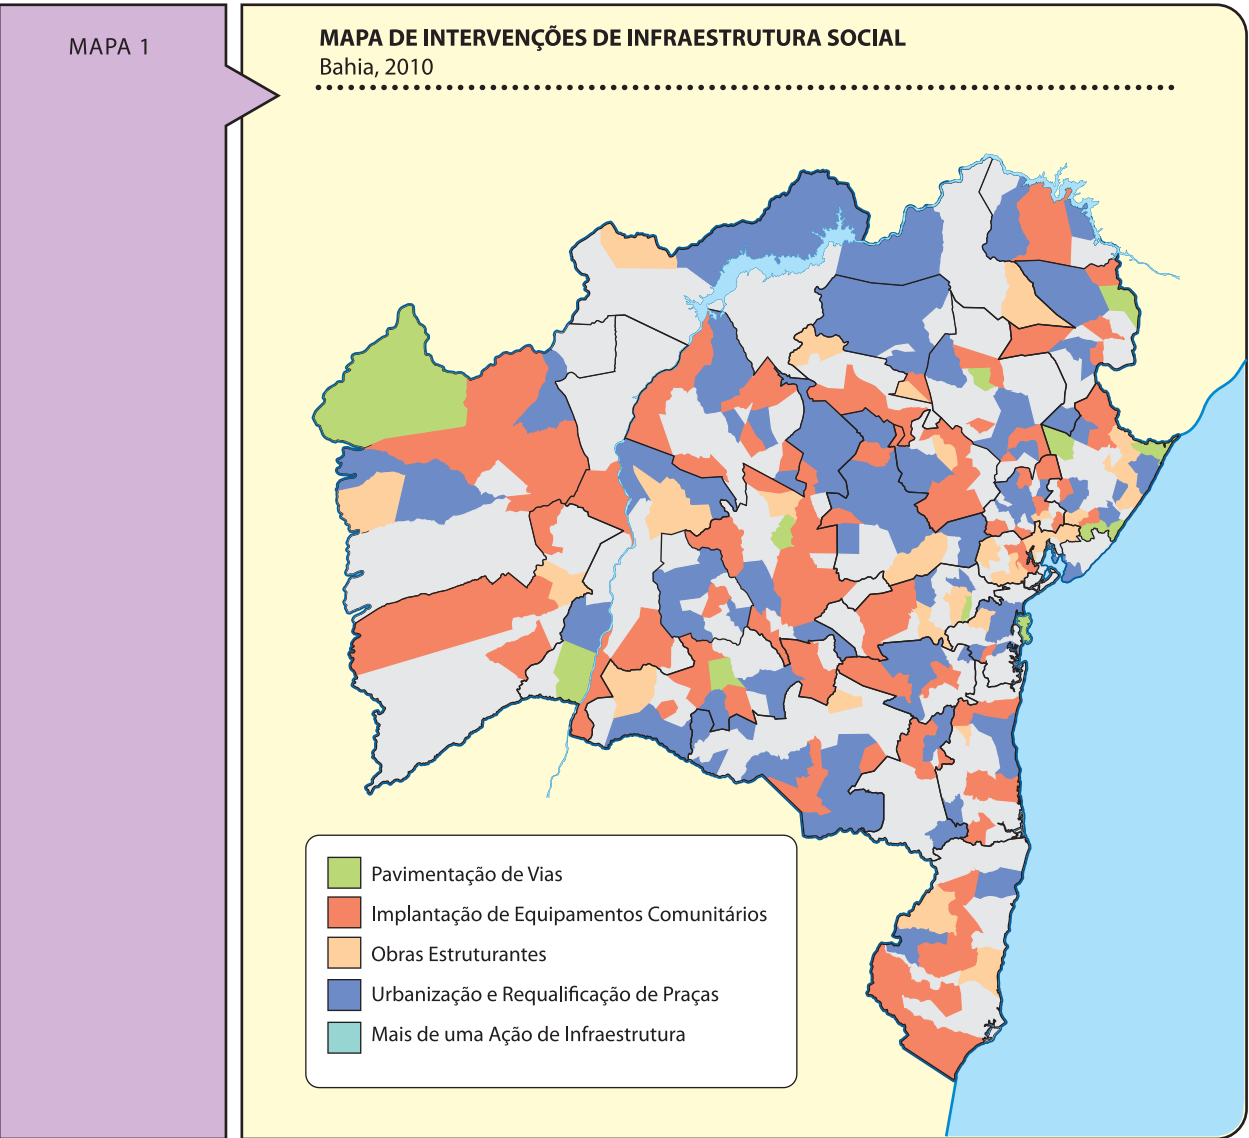 MAPA 1
MAPA DE INTERVENÇÕES DE INFRAESTRUTURA SOCIAL
Bahia, 2010
Pavimentação de Vias
Implantação de Equipamentos Comunitários
Obras Estruturantes
Urbanização e Requalificação de Praças
Mais de uma Ação de Infraestrutura